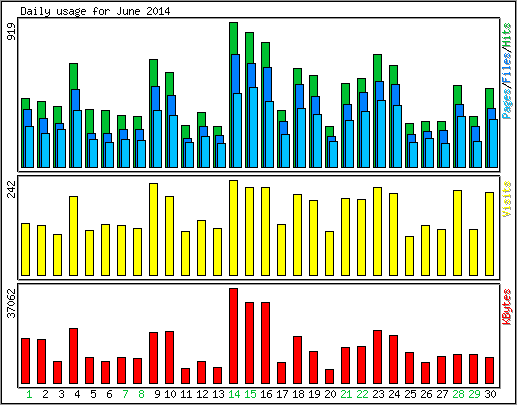 Daily usage for June 2014
919
Pages/Files/Hits
242
Visits
37062
KBytes
1 2 3 4 5 6 7 8 9 10 11 12 13 14 15 16 17 18 19 20 21 22 23 24 25 26 27 28 29 30